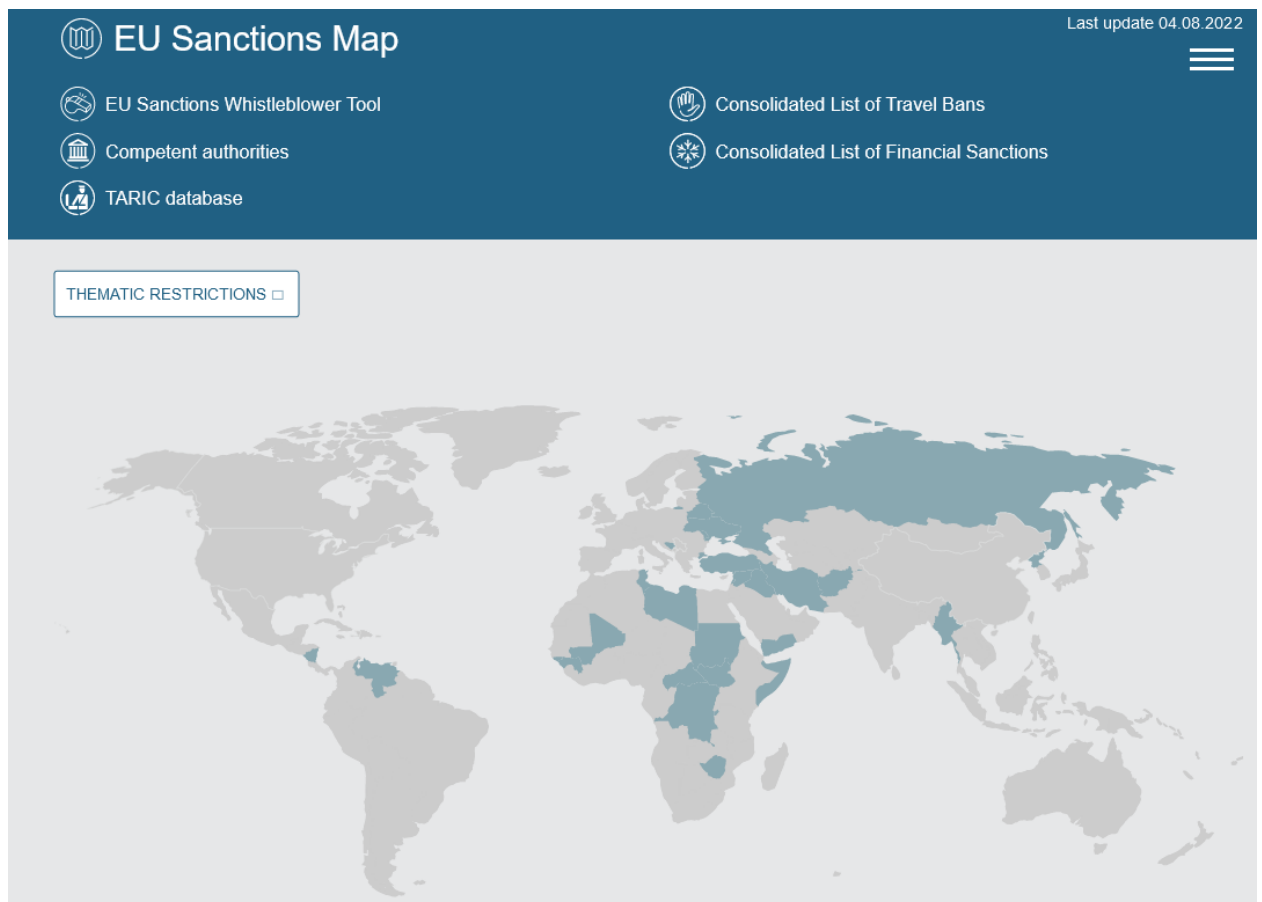 Last update 04.08.2022
EU Sanctions Map
EU Sanctions Whistleblower Tool
Consolidated List of Travel Bans
Competent authorities
Consolidated List of Financial Sanctions
TARIC database
THEMATIC RESTRICTIONS □